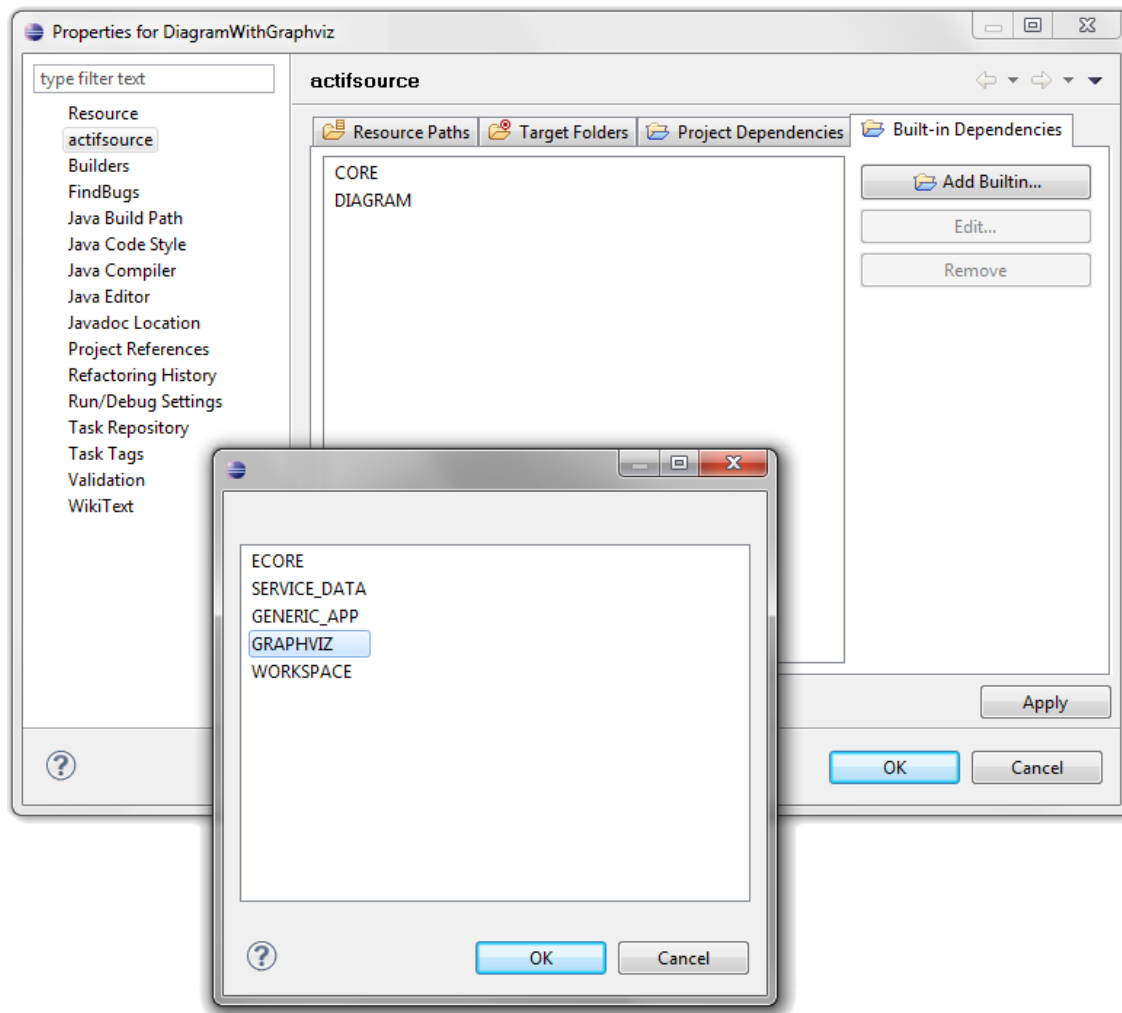 Properties for DiagramWithGraphviz
type filter text
Resource
actifsource
Builders
FindBugs
Java Build Path
Java Code Style
Java Compiler
Java Editor
Javadoc Location
Project References
Refactoring History
Run/Debug Settings
Task Repository
Task Tags
Validation
WikiText
actifsource
Resource Paths
Target Folders
Project Dependencies
Built-in Dependencies
CORE
DIAGRAM
Add Builtin...
Edit...
Remove
Apply
OK
Cancel
ECORE
SERVICE_DATA
GENERIC_APP
GRAPHVIZ
WORKSPACE
OK
Cancel